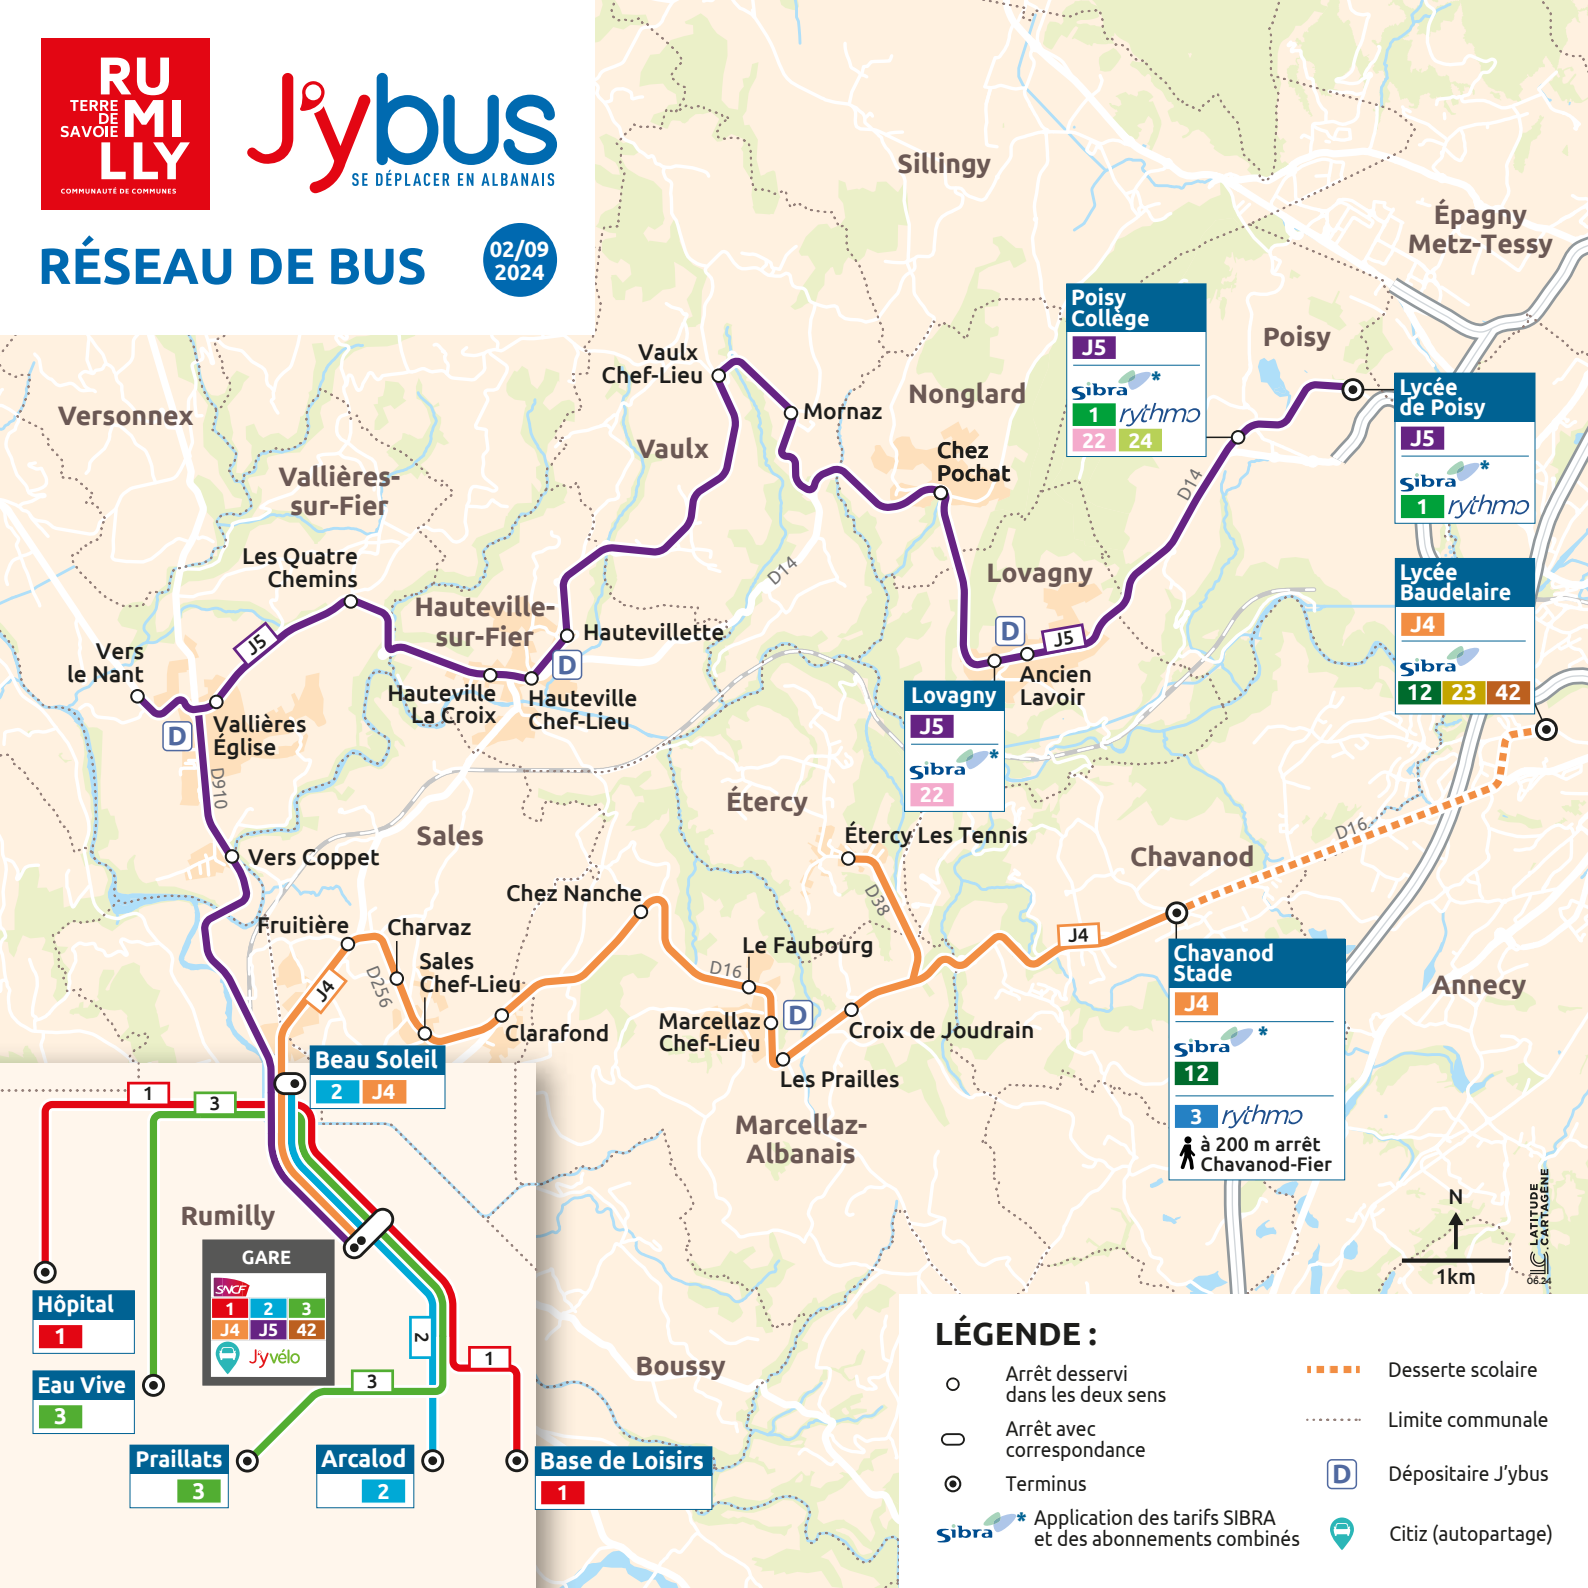 RU
TERRE
DE
SAVOIE
MI
LLY
COMMUNAUTÉ DE COMMUNES
J'ybus
SE DÉPLACER EN ALBANAIS
RÉSEAU DE BUS
02/09
2024
Sillingy
Épagny
Metz-Tessy
Poisy
Collège
J5
Sibra *
1 rythmo
22 24
Poisy
Lycée
de Poisy
J5
Sibra *
1 rythmo
Lycée
Baudelaire
J4
Sibra
12 23 42
Vaulx
Chef-Lieu
Mornaz
Nonglard
Vaulx
Chez
Pochat
D14
Versonnex
Vallières-
sur-Fier
Les Quatre
Chemins
D14
Lovagny
Hauteville-
sur-Fier
Hautevillette
D
J5
D
J5
Vers
le Nant
Hauteville
La Croix
Hauteville
Chef-Lieu
Ancien
Lavoir
Vallières
Église
D
D910
Lovagny
J5
Sibra *
22
Étercy
Sales
Étercy Les Tennis
D16
Chavanod
Vers Coppet
Chez Nanche
D38
Fruitière
Charvaz
J4
Le Faubourg
D16
Sales
Chef-Lieu
D256
J4
Clarafond
Marcellaz
Chef-Lieu
D
Croix de Joudrain
Les Prailles
Chavanod
Stade
J4
Sibra *
12
3 rythmo
à 200 m arrêt
Chavanod-Fier
Annecy
Marcellaz-
Albanais
Beau Soleil
2 J4
1
3
Rumilly
GARE
SNCF
1 2 3
J4 J5 42
J'yvélo
Hôpital
1
Eau Vive
3
2
1
3
Praillats
3
Arcalod
2
Base de Loisirs
1
Boussy
N
1km
LATITUDE
CARTAGÈNE
LC
06.24
LÉGENDE :
Arrêt desservi
dans les deux sens
Arrêt avec
correspondance
Terminus
Sibra * Application des tarifs SIBRA
et des abonnements combinés
Desserte scolaire
Limite communale
D Dépositaire J'ybus
Citiz (autopartage)